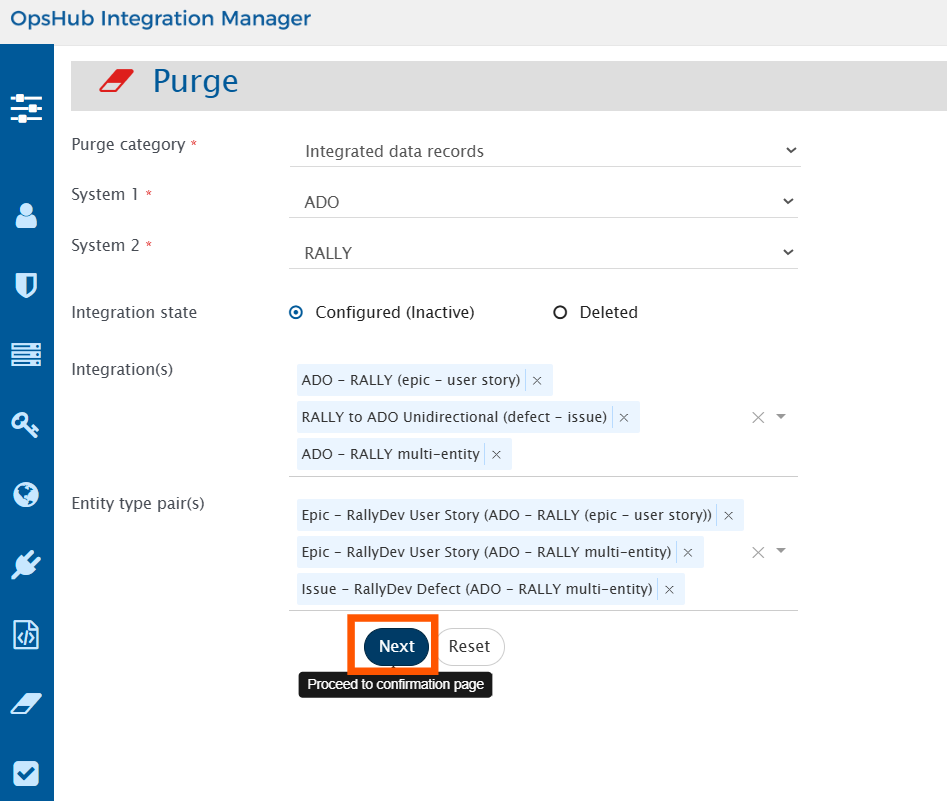 OpsHub Integration Manager
Purge
Purge category *
Integrated data records
System 1 *
ADO
System 2 *
RALLY
Integration state
Configured (Inactive)
Deleted
Integration(s)
ADO - RALLY (epic - user story) ×
RALLY to ADO Unidirectional (defect - issue) ×
ADO - RALLY multi-entity ×
Entity type pair(s)
Epic - RallyDev User Story (ADO - RALLY (epic - user story)) ×
Epic - RallyDev User Story (ADO - RALLY multi-entity) ×
Issue - RallyDev Defect (ADO - RALLY multi-entity) ×
Next
Reset
Proceed to confirmation page